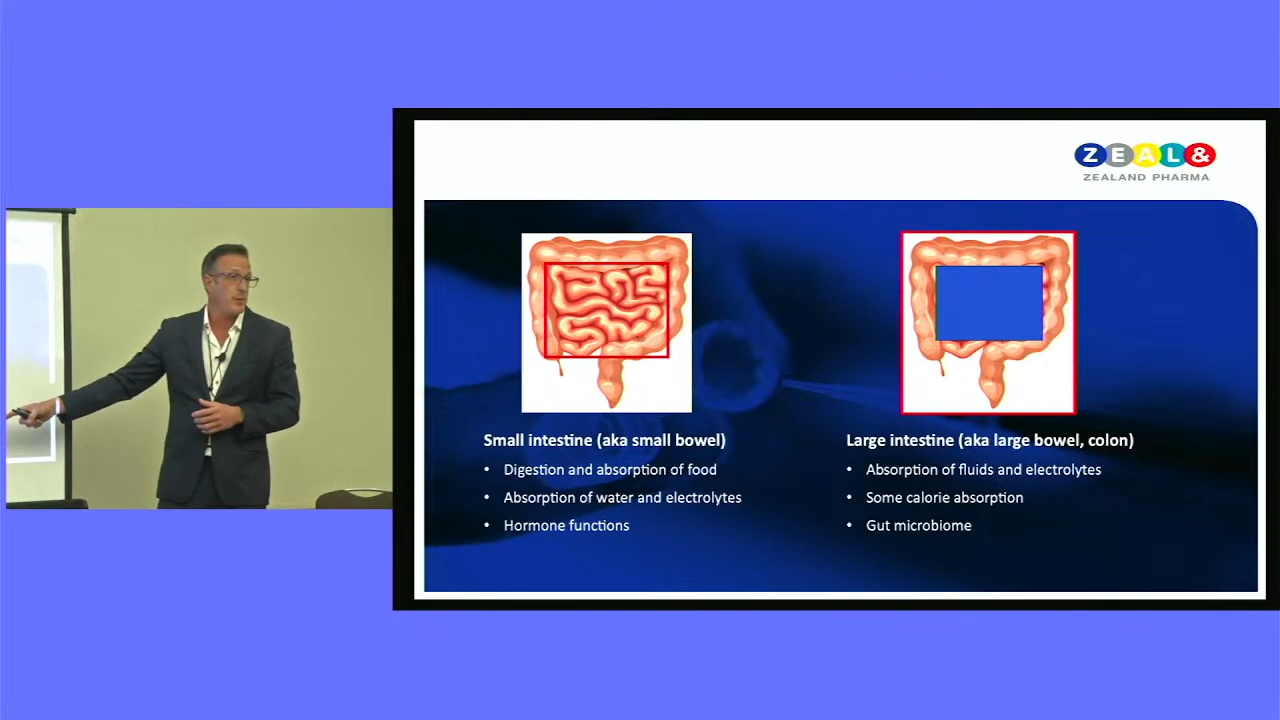 ZEAL&
ZEALAND PHARMA
Small intestine (aka small bowel)
• Digestion and absorption of food
• Absorption of water and electrolytes
• Hormone functions
Large intestine (aka large bowel, colon)
• Absorption of fluids and electrolytes
• Some calorie absorption
• Gut microbiome